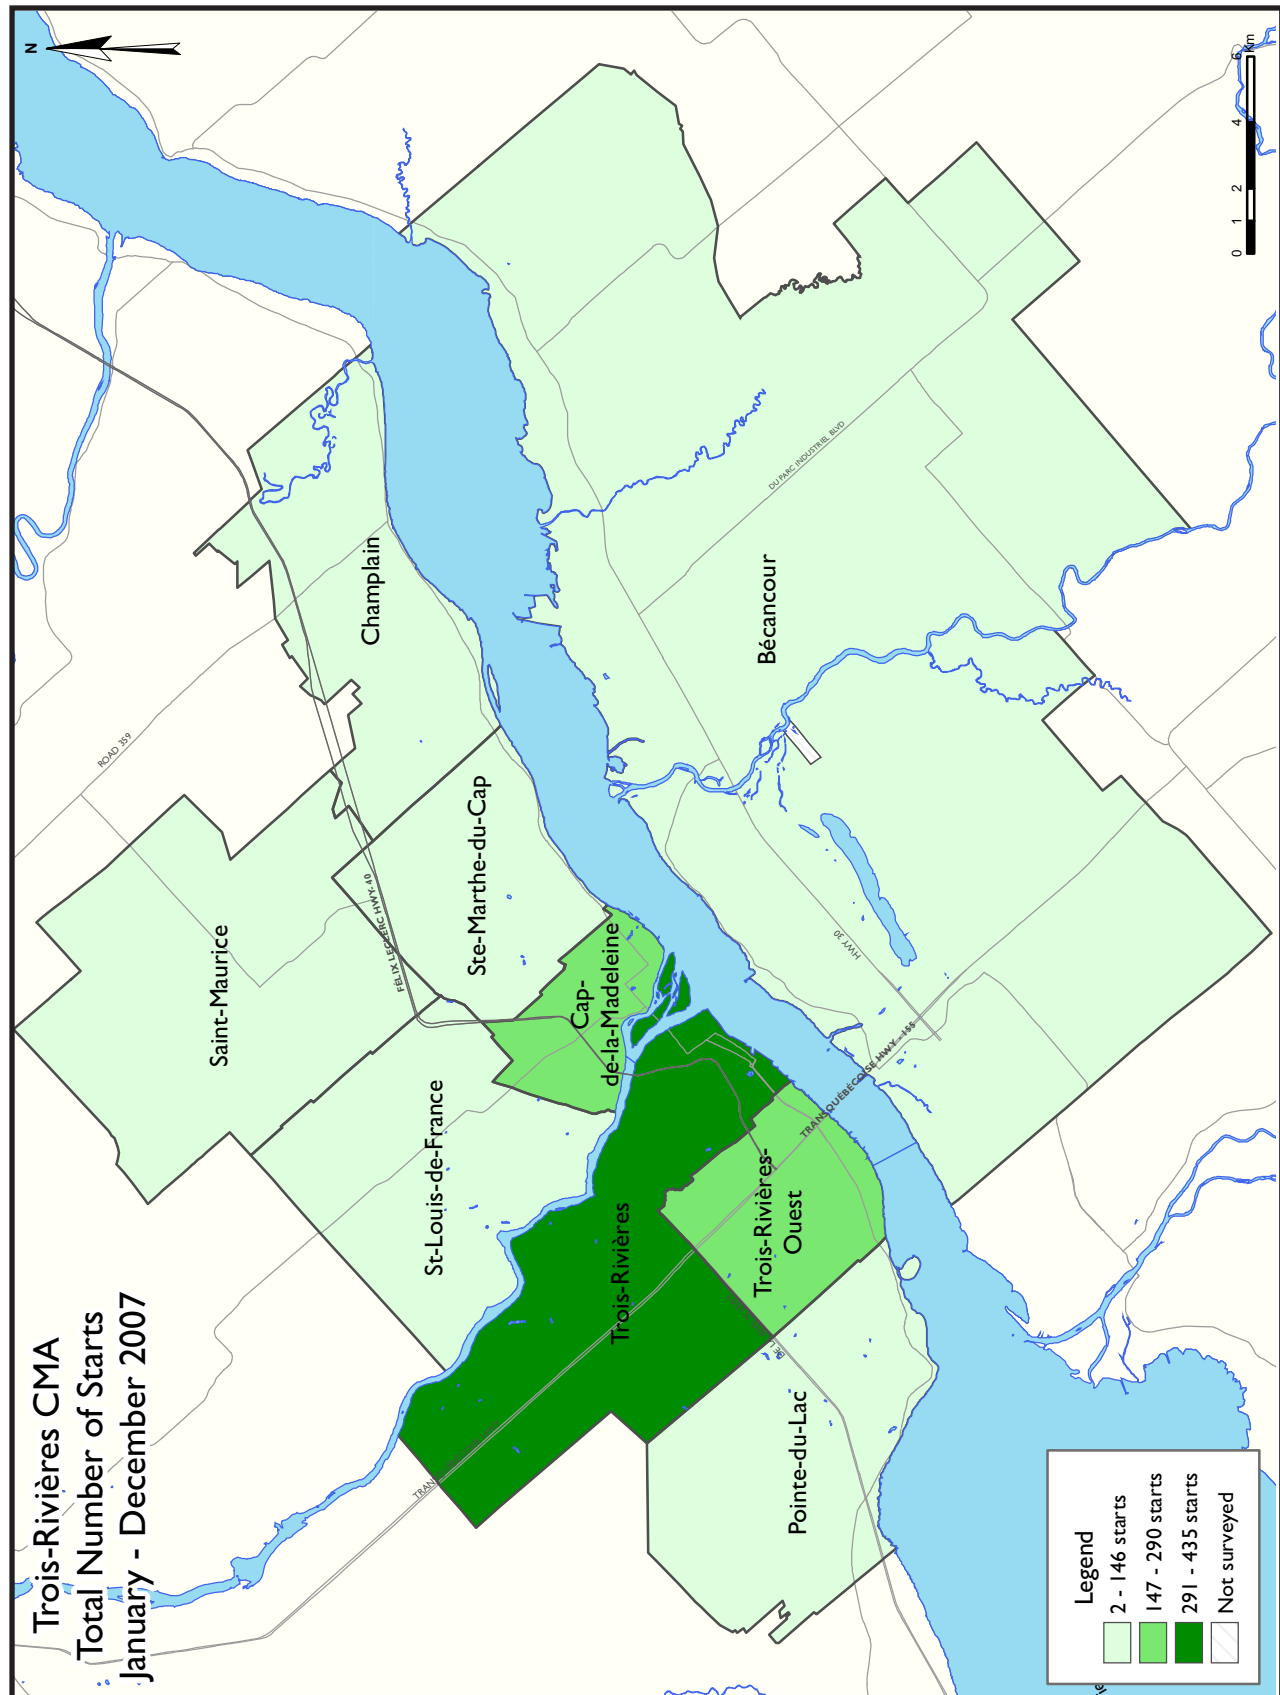 Trois-Rivières CMA
Total Number of Starts
January - December 2007
N
ROAD 359
Saint-Maurice
Champlain
FÉLIX LECLERC HWY-40
Ste-Marthe-du-Cap
St-Louis-de-France
Cap-
de-la-Madeleine
Trois-Rivières
TRAN
Trois-Rivières-
Ouest
Pointe-du-Lac
TRANSQUÉBÉCOISE HWY - 155
HWY 30
Bécancour
DU PARC INDUSTRIEL BLVD
Legend
2 - 146 starts
147 - 290 starts
291 - 435 starts
Not surveyed
0 1 2 4 6
Km